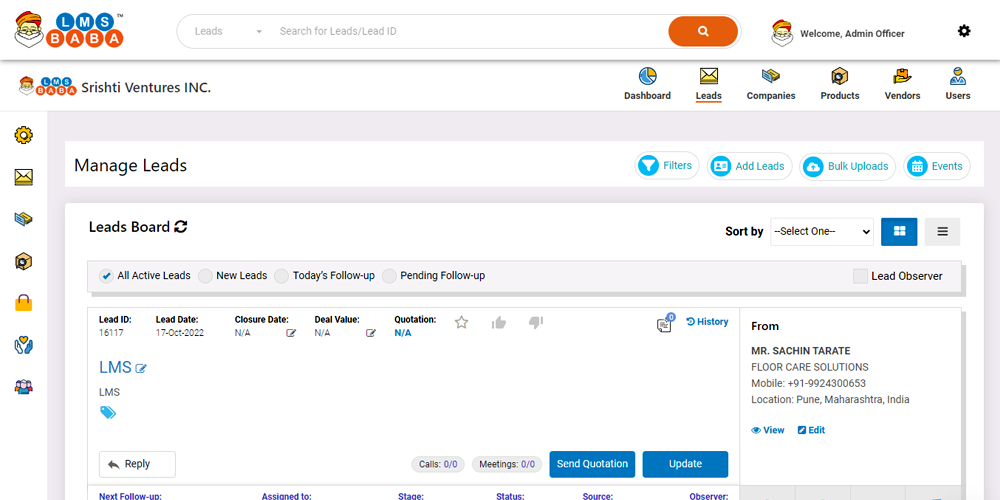 LMS BABA™
Leads
Search for Leads/Lead ID
Welcome, Admin Officer
LMS BABA
Srishti Ventures INC.
Dashboard
Leads
Companies
Products
Vendors
Users
Manage Leads
Filters
Add Leads
Bulk Uploads
Events
Leads Board
Sort by
--Select One--
All Active Leads
New Leads
Today's Follow-up
Pending Follow-up
Lead Observer
Lead ID:
16117
Lead Date:
17-Oct-2022
Closure Date:
N/A
Deal Value:
N/A
Quotation:
N/A
0
History
LMS
LMS
Reply
Calls: 0/0
Meetings: 0/0
Send Quotation
Update
From
MR. SACHIN TARATE
FLOOR CARE SOLUTIONS
Mobile: +91-9924300653
Location: Pune, Maharashtra, India
View
Edit
Next Follow-up:
Assigned to:
Stage:
Status:
Source:
Observer: